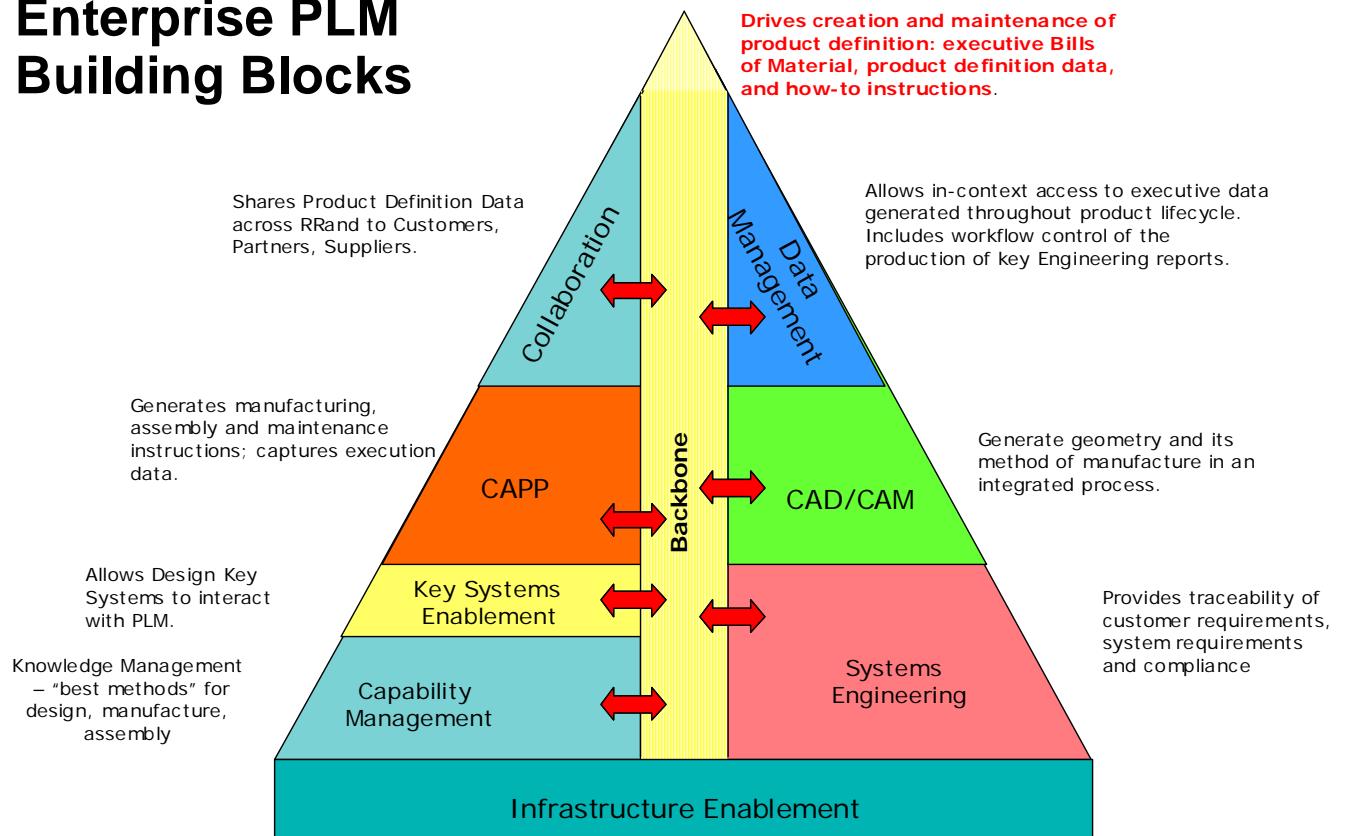 Enterprise PLM
Building Blocks
Drives creation and maintenance of
product definition: executive Bills
of Material, product definition data,
and how-to instructions.
Shares Product Definition Data
across RRand to Customers,
Partners, Suppliers.
Collaboration
Data
Management
Allows in-context access to executive data
generated throughout product lifecycle.
Includes workflow control of the
production of key Engineering reports.
Generates manufacturing,
assembly and maintenance
instructions; captures execution
data.
CAPP
Backbone
CAD/CAM
Generate geometry and its
method of manufacture in an
integrated process.
Allows Design Key
Systems to interact
with PLM.
Key Systems
Enablement
Provides traceability of
customer requirements,
system requirements
and compliance
Knowledge Management
– “best methods” for
design, manufacture,
assembly
Capability
Management
Systems
Engineering
Infrastructure Enablement